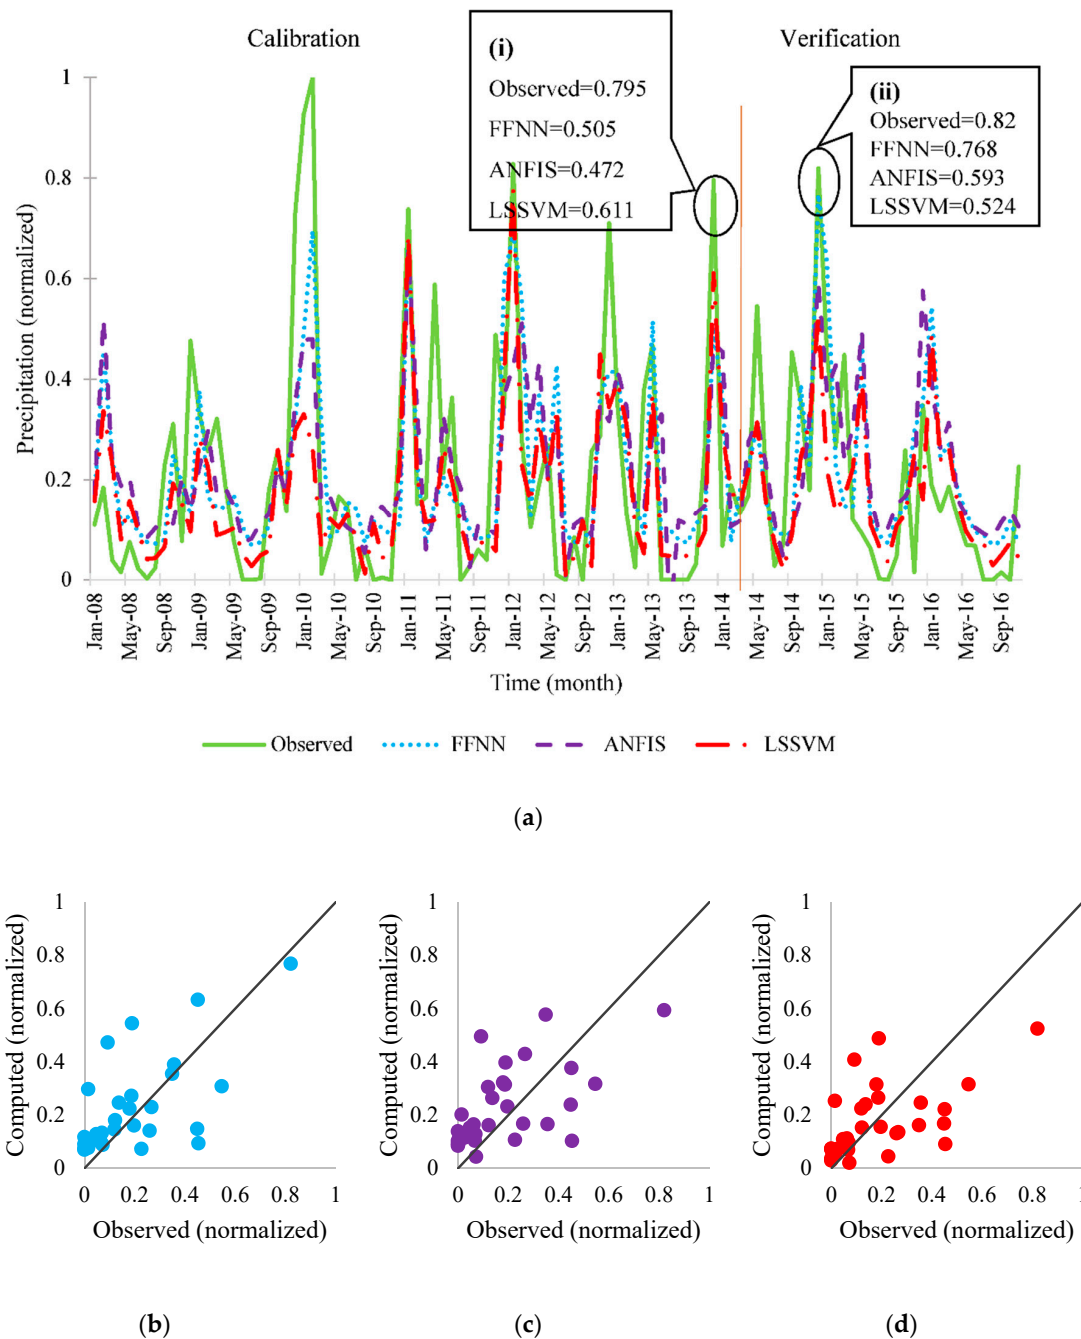 Calibration
Verification
(i)
Observed=0.795
FFNN=0.505
ANFIS=0.472
LSSVM=0.611
(ii)
Observed=0.82
FFNN=0.768
ANFIS=0.593
LSSVM=0.524
Precipitation (normalized)
1
0.8
0.6
0.4
0.2
0
Jan-08
May-08
Sep-08
Jan-09
May-09
Sep-09
Jan-10
May-10
Sep-10
Jan-11
May-11
Sep-11
Jan-12
May-12
Sep-12
Jan-13
May-13
Sep-13
Jan-14
May-14
Sep-14
Jan-15
May-15
Sep-15
Jan-16
May-16
Sep-16
Time (month)
Observed FFNN ANFIS LSSVM
(a)
Computed (normalized)
1
0.8
0.6
0.4
0.2
0
0 0.2 0.4 0.6 0.8 1
Observed (normalized)
(b)
Computed (normalized)
1
0.8
0.6
0.4
0.2
0
0 0.2 0.4 0.6 0.8 1
Observed (normalized)
(c)
Computed (normalized)
1
0.8
0.6
0.4
0.2
0
0 0.2 0.4 0.6 0.8 1
Observed (normalized)
(d)